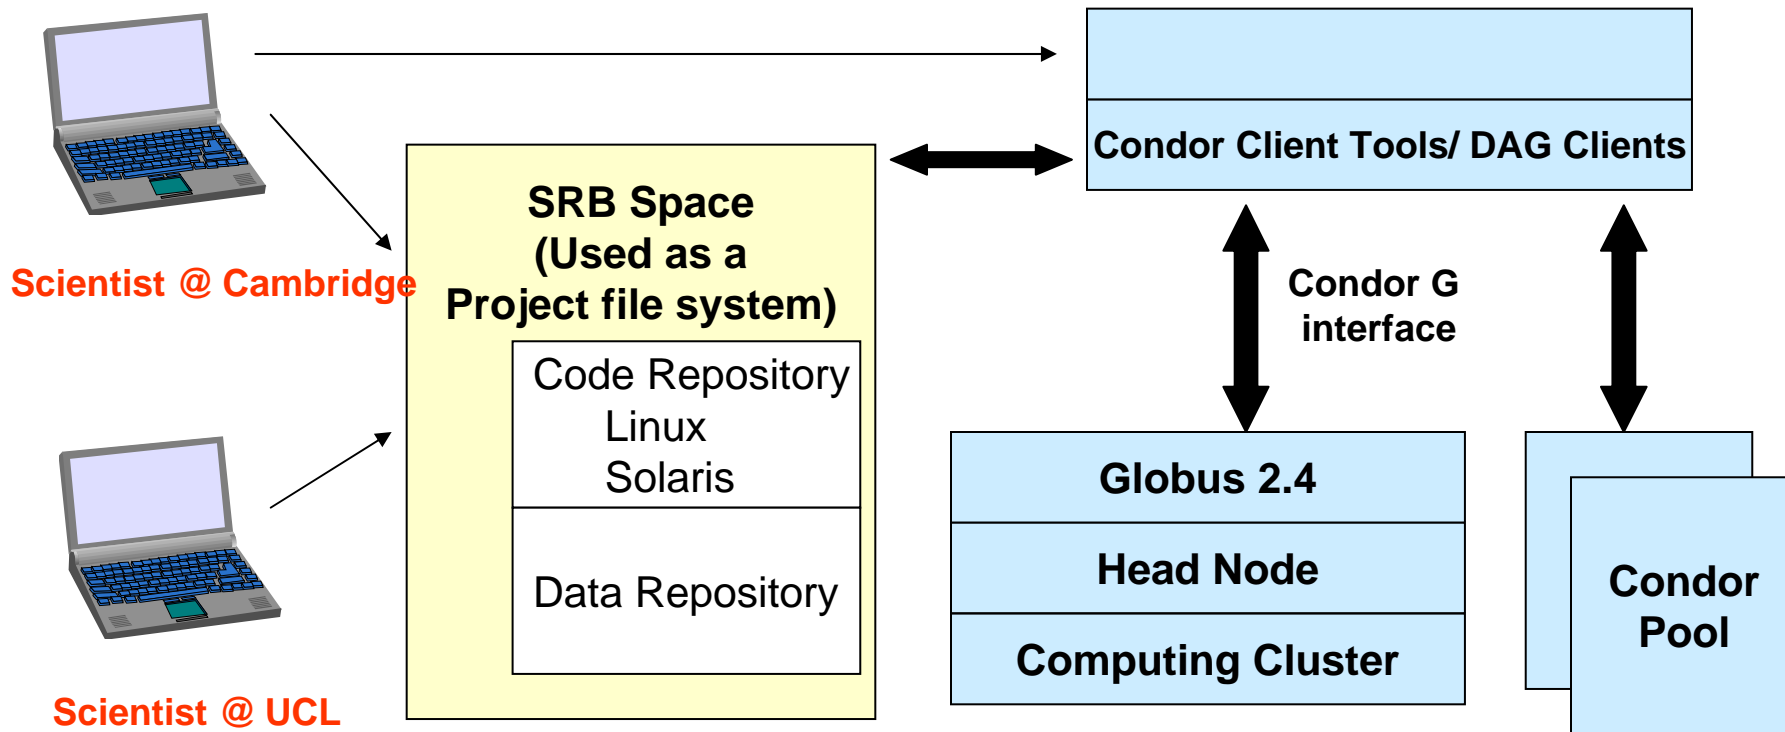 Scientist @ Cambridge
Scientist @ UCL
SRB Space
(Used as a
Project file system)
Code Repository
Linux
Solaris
Data Repository
Condor Client Tools/ DAG Clients
Condor G
interface
Globus 2.4
Head Node
Computing Cluster
Condor
Pool